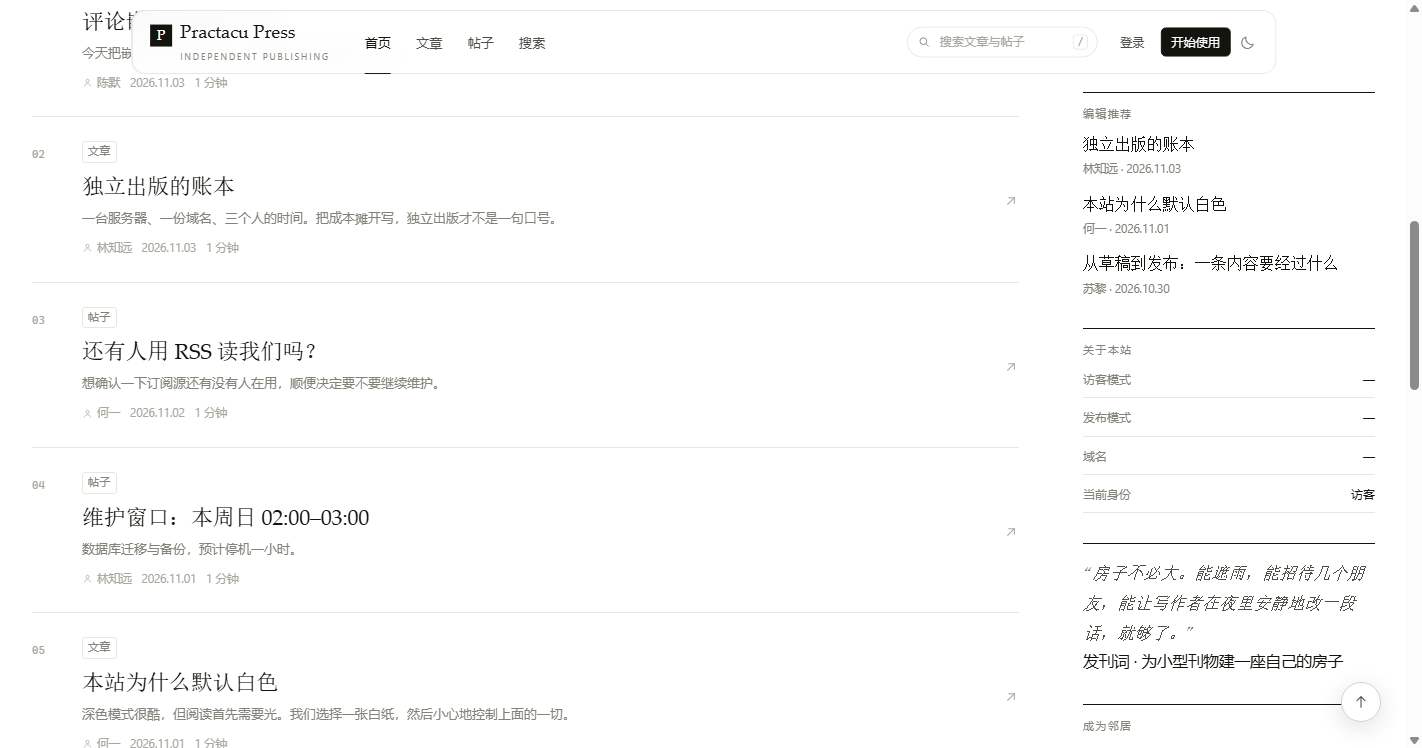 Practacu Press
INDEPENDENT PUBLISHING
首页 文章 帖子 搜索
搜索文章与帖子 /
登录
开始使用
评论
今天把嵌
陈默 2026.11.03 1 分钟
02
文章
独立出版的账本
一台服务器、一份域名、三个人的时间。把成本摊开写，独立出版才不是一句口号。
林知远 2026.11.03 1 分钟
03
帖子
还有人用 RSS 读我们吗？
想确认一下订阅源还有没有人在用，顺便决定要不要继续维护。
何一 2026.11.02 1 分钟
04
帖子
维护窗口：本周日 02:00–03:00
数据库迁移与备份，预计停机一小时。
林知远 2026.11.01 1 分钟
05
文章
本站为什么默认白色
深色模式很酷，但阅读首先需要光。我们选择一张白纸，然后小心地控制上面的一切。
何一 2026.11.01 1 分钟
编辑推荐
独立出版的账本
林知远 · 2026.11.03
本站为什么默认白色
何一 · 2026.11.01
从草稿到发布：一条内容要经过什么
苏黎 · 2026.10.30
关于本站
访客模式 —
发布模式 —
域名 —
当前身份 访客
“房子不必大。能遮雨，能招待几个朋
友，能让写作者在夜里安静地改一段
话，就够了。”
发刊词 · 为小型刊物建一座自己的房子
成为邻居